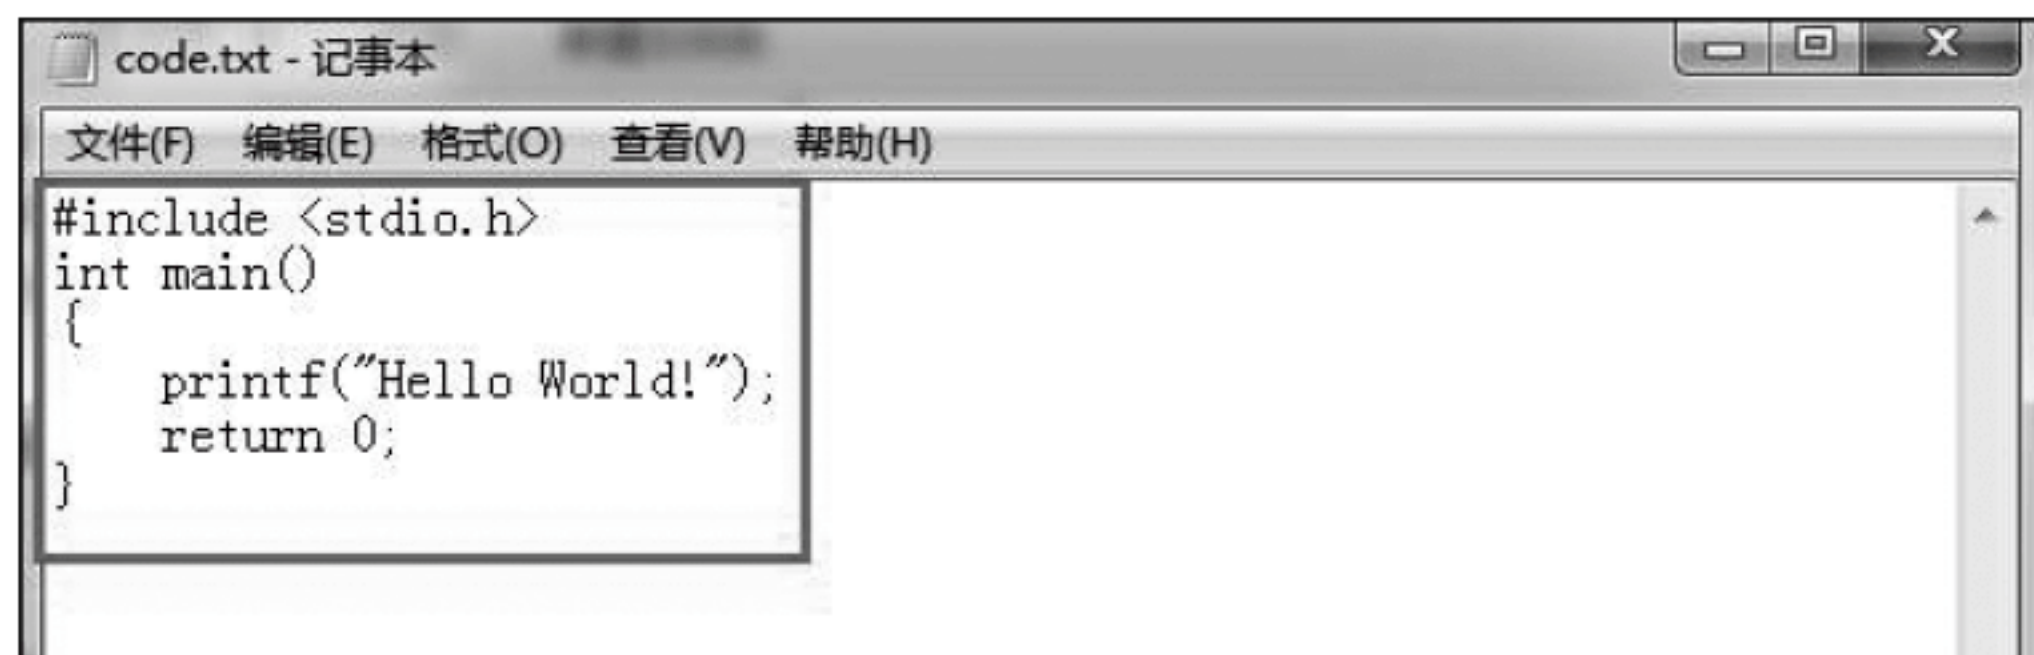 code.txt - 记事本
文件(F) 编辑(E) 格式(O) 查看(V) 帮助(H)
#include <stdio.h>
int main()
{
    printf("Hello World!");
    return 0;
}